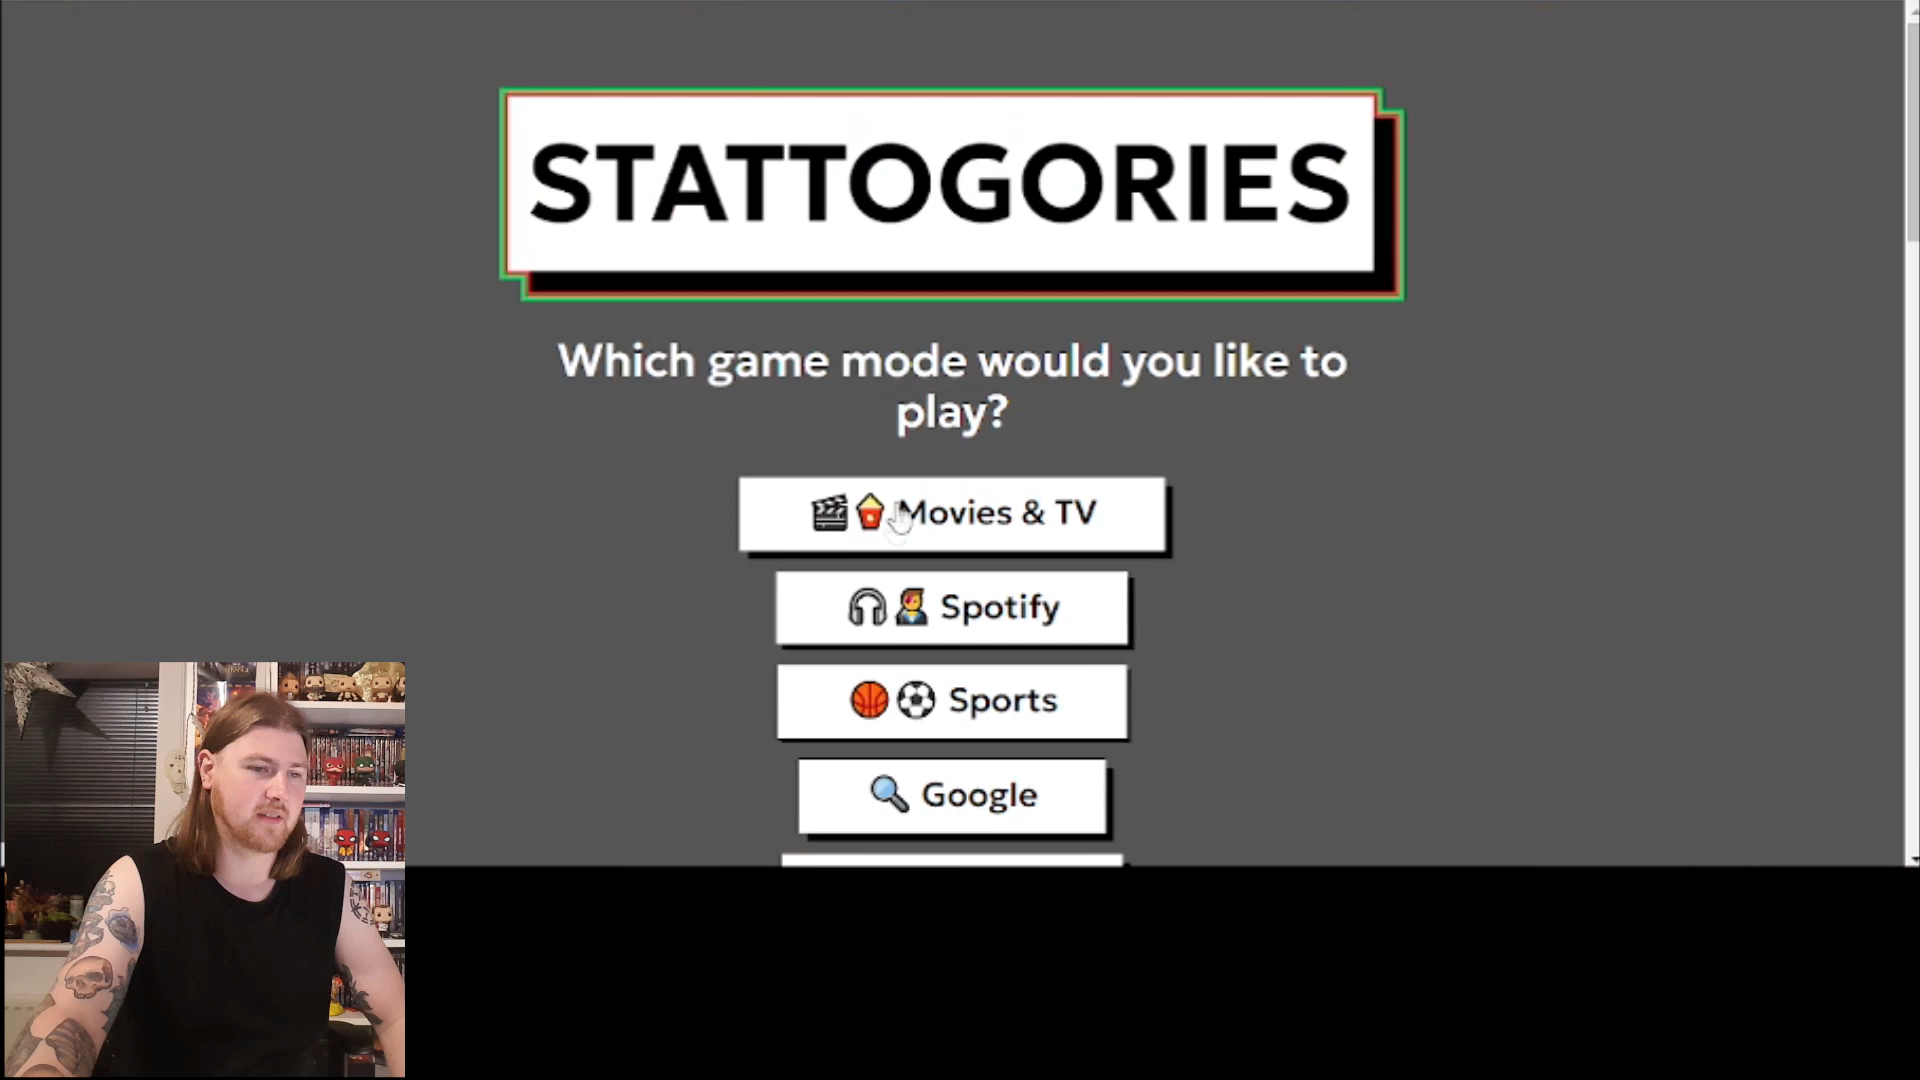 STATTOGORIES
Which game mode would you like to
play?
Movies & TV
Spotify
Sports
Google